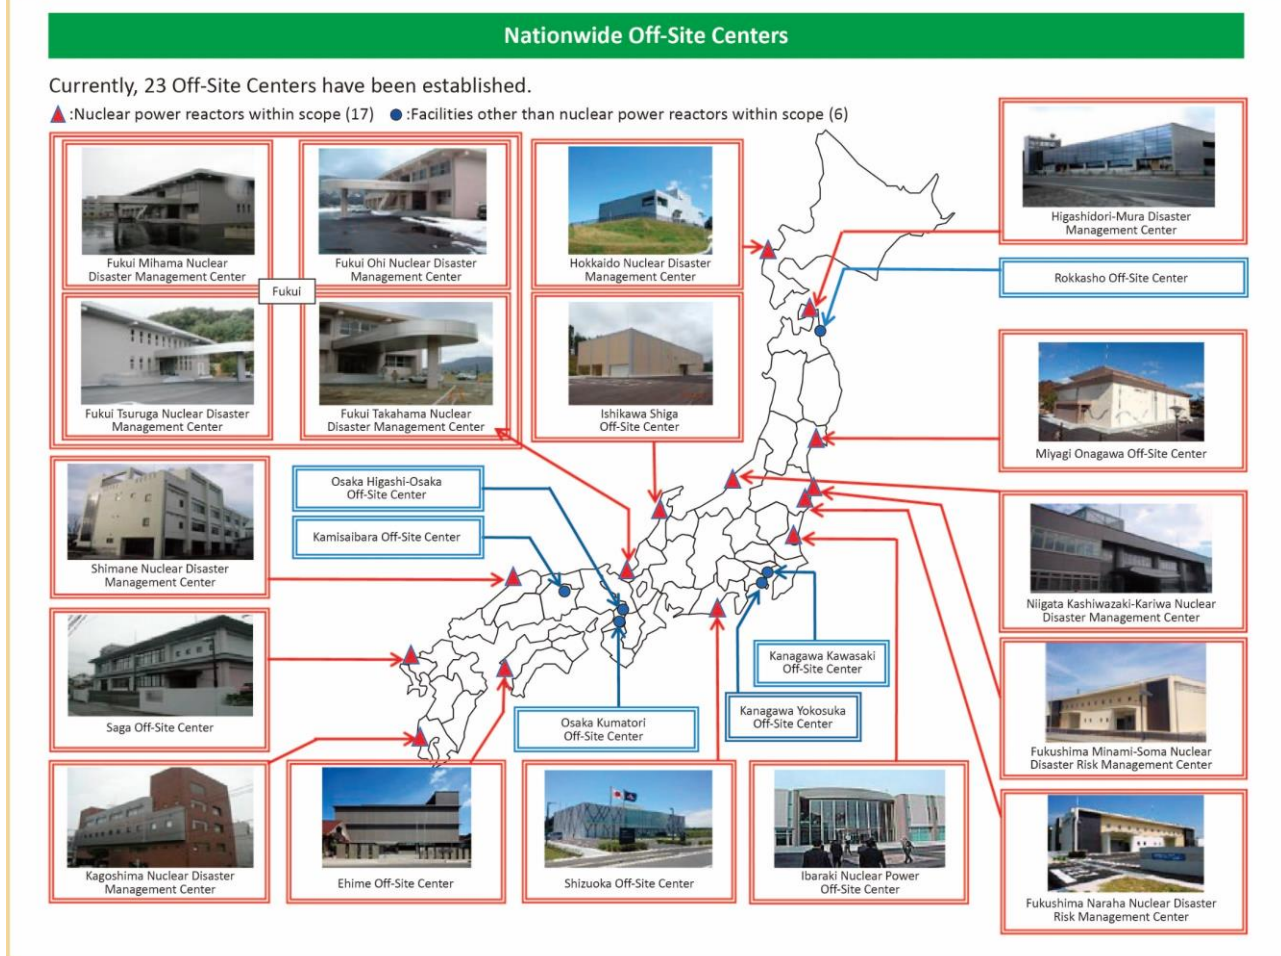 Nationwide Off-Site Centers
Currently, 23 Off-Site Centers have been established.
:Nuclear power reactors within scope (17) :Facilities other than nuclear power reactors within scope (6)
Fukui Mihama Nuclear
Disaster Management Center
Fukui Ohi Nuclear Disaster
Management Center
Fukui
Fukui Tsuruga Nuclear Disaster
Management Center
Fukui Takahama Nuclear
Disaster Management Center
Hokkaido Nuclear Disaster
Management Center
Ishikawa Shiga
Off-Site Center
Higashidori-Mura Disaster
Management Center
Rokkasho Off-Site Center
Miyagi Onagawa Off-Site Center
Osaka Higashi-Osaka
Off-Site Center
Kamisaibara Off-Site Center
Shimane Nuclear Disaster
Management Center
Niigata Kashiwazaki-Kariwa Nuclear
Disaster Management Center
Saga Off-Site Center
Kanagawa Kawasaki
Off-Site Center
Kanagawa Yokosuka
Off-Site Center
Osaka Kumatori
Off-Site Center
Fukushima Minami-Soma Nuclear
Disaster Risk Management Center
Kagoshima Nuclear Disaster
Management Center
Ehime Off-Site Center
Shizuoka Off-Site Center
Ibaraki Nuclear Power
Off-Site Center
Fukushima Naraha Nuclear Disaster
Risk Management Center